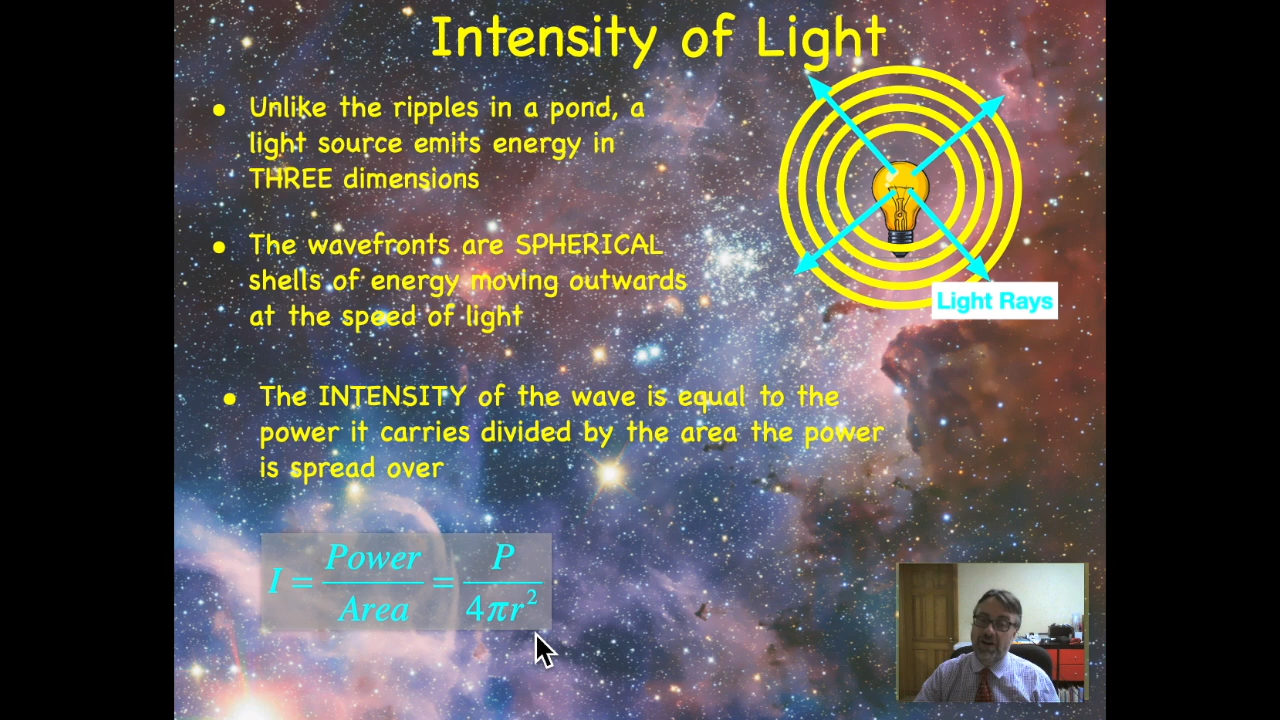 Intensity of Light
• Unlike the ripples in a pond, a
light source emits energy in
THREE dimensions
• The wavefronts are SPHERICAL
shells of energy moving outwards
at the speed of light
Light Rays
• The INTENSITY of the wave is equal to the
power it carries divided by the area the power
is spread over
I = Power/Area = P/4πr²